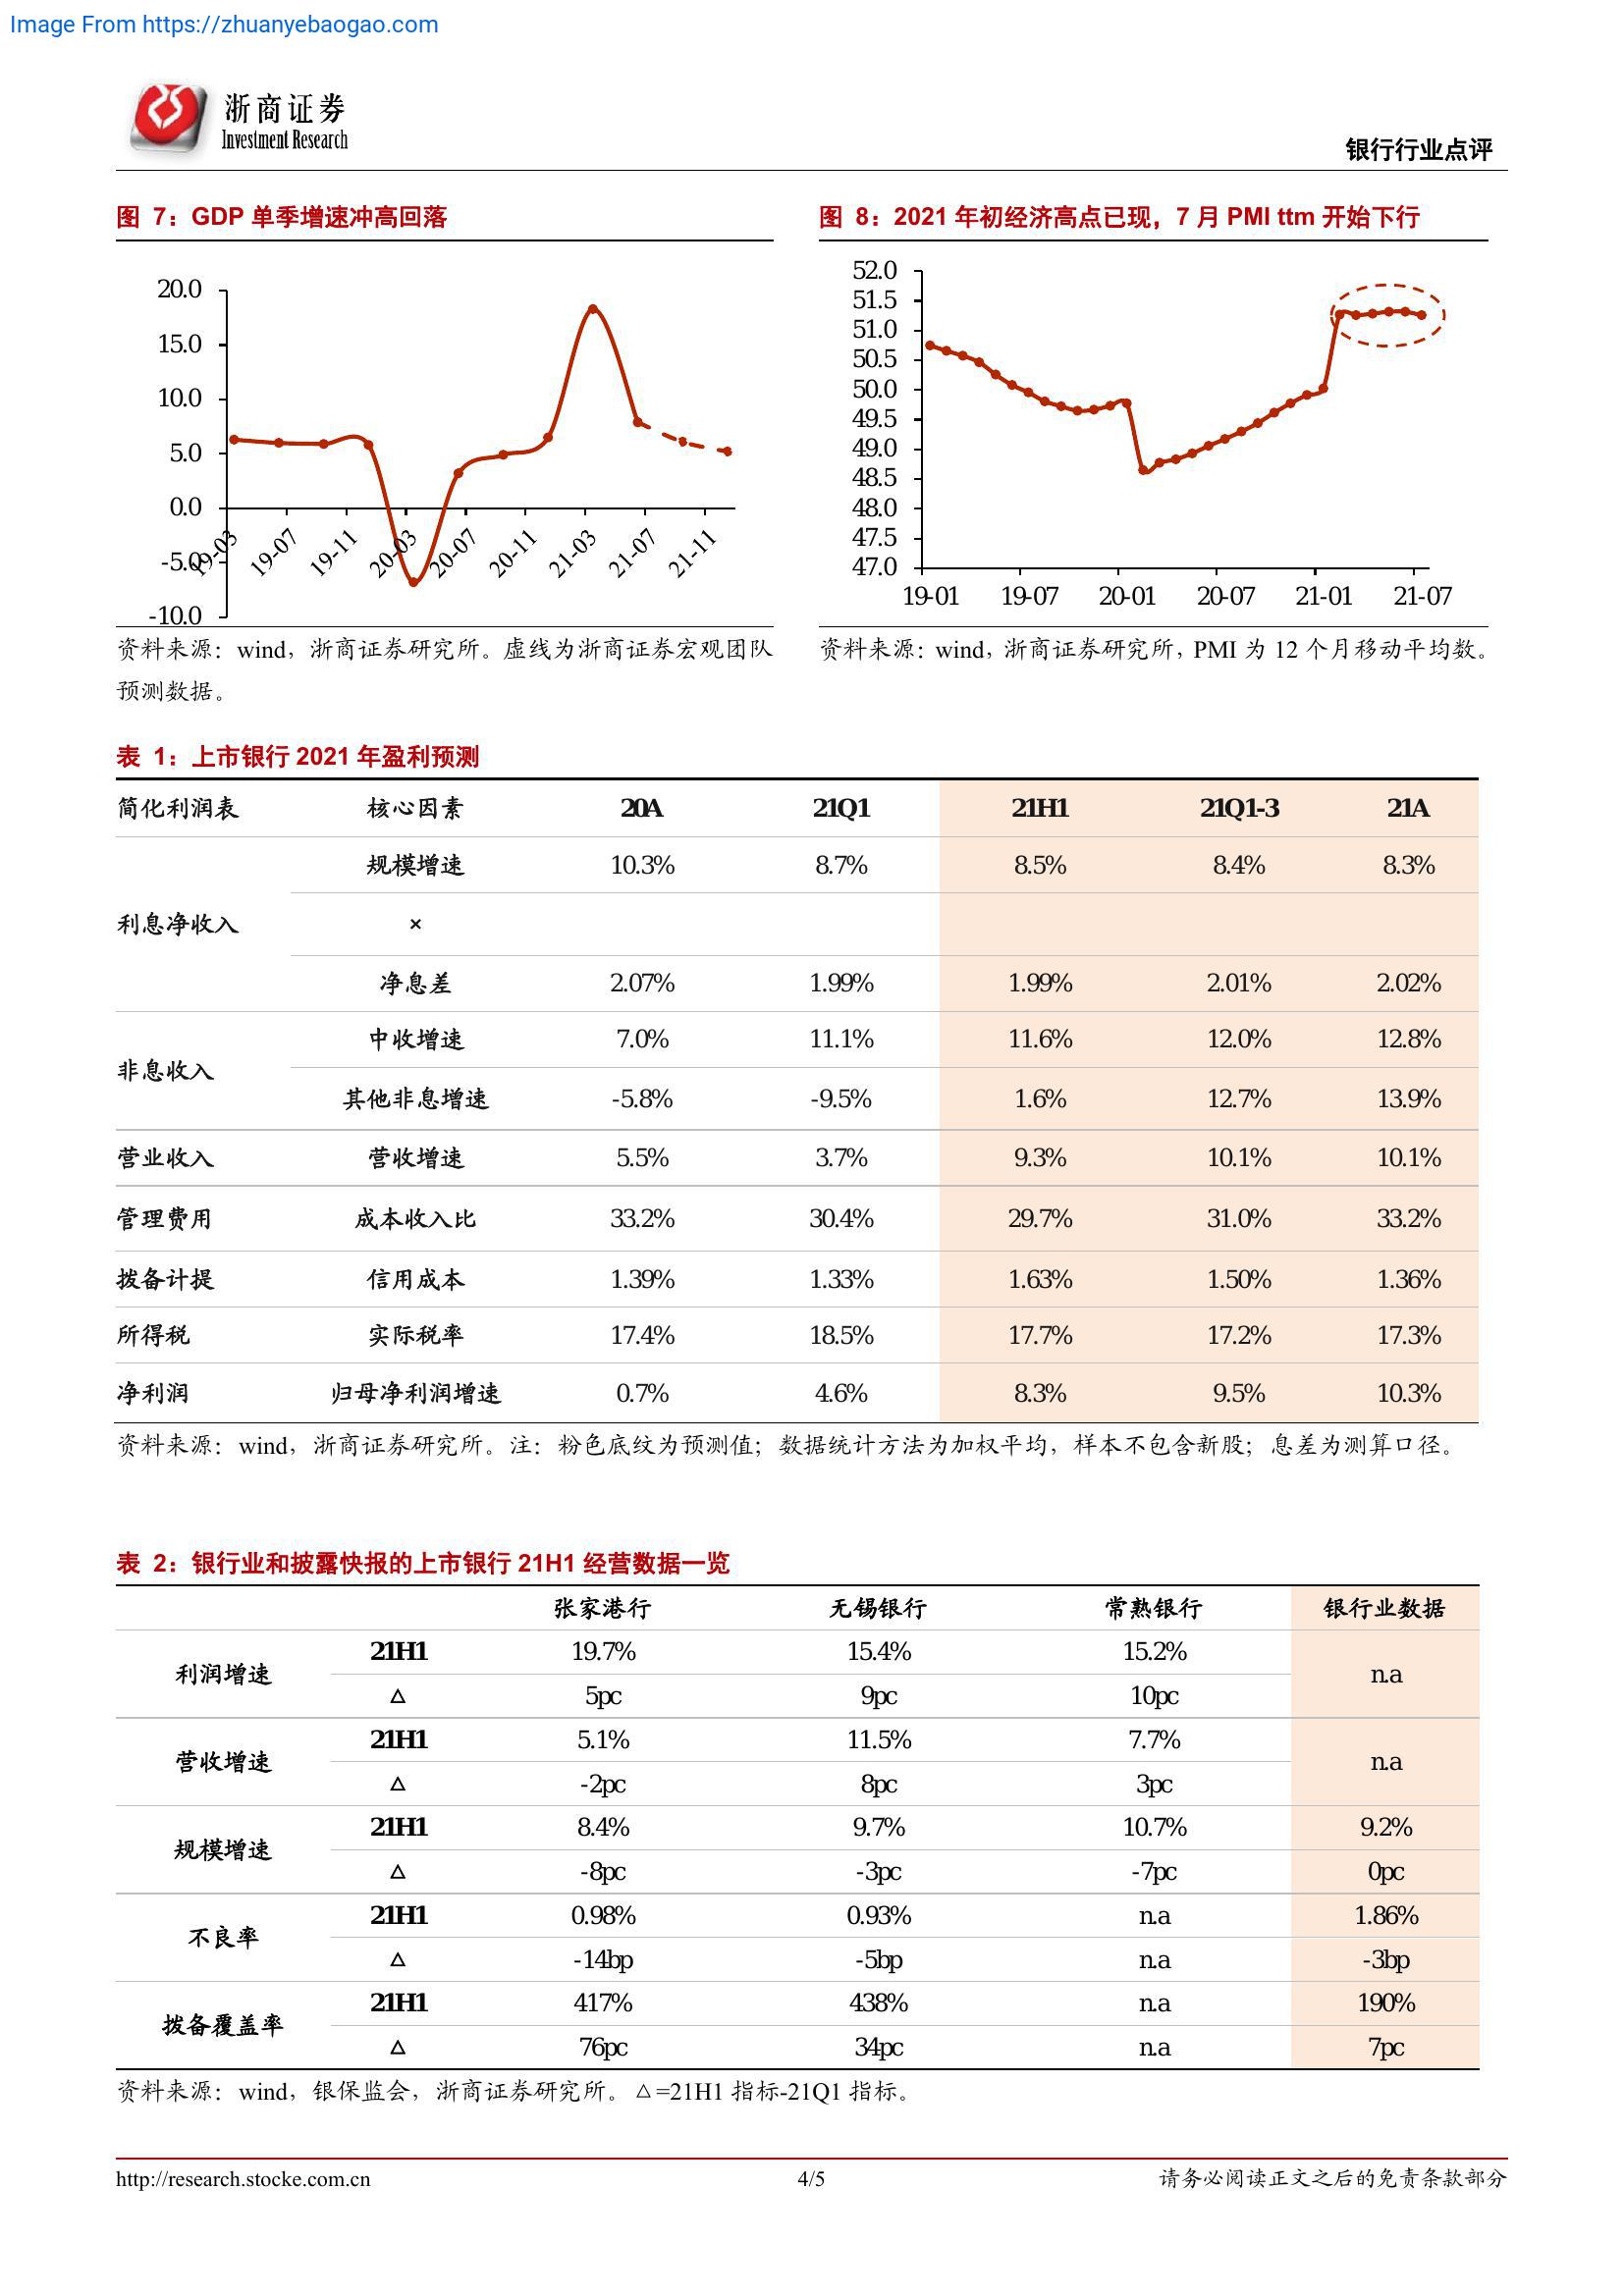 Image From https://zhuanyebaogao.com
浙商证券
Investment Research
银行行业点评
图 7：GDP 单季增速冲高回落
20.0
15.0
10.0
5.0
0.0
-5.0
-10.0
19-03 19-07 19-11 20-03 20-07 20-11 21-03 21-07 21-11
资料来源：wind，浙商证券研究所。虚线为浙商证券宏观团队
预测数据。
图 8：2021 年初经济高点已现，7 月 PMI ttm 开始下行
52.0
51.5
51.0
50.5
50.0
49.5
49.0
48.5
48.0
47.5
47.0
19-01 19-07 20-01 20-07 21-01 21-07
资料来源：wind，浙商证券研究所，PMI 为 12 个月移动平均数。
表 1：上市银行 2021 年盈利预测
简化利润表 核心因素 20A 21Q1 21H1 21Q1-3 21A
规模增速 10.3% 8.7% 8.5% 8.4% 8.3%
利息净收入 ×
净息差 2.07% 1.99% 1.99% 2.01% 2.02%
中收增速 7.0% 11.1% 11.6% 12.0% 12.8%
非息收入
其他非息增速 -5.8% -9.5% 1.6% 12.7% 13.9%
营业收入 营收增速 5.5% 3.7% 9.3% 10.1% 10.1%
管理费用 成本收入比 33.2% 30.4% 29.7% 31.0% 33.2%
拨备计提 信用成本 1.39% 1.33% 1.63% 1.50% 1.36%
所得税 实际税率 17.4% 18.5% 17.7% 17.2% 17.3%
净利润 归母净利润增速 0.7% 4.6% 8.3% 9.5% 10.3%
资料来源：wind，浙商证券研究所。注：粉色底纹为预测值；数据统计方法为加权平均，样本不包含新股；息差为测算口径。
表 2：银行业和披露快报的上市银行 21H1 经营数据一览
张家港行 无锡银行 常熟银行 银行业数据
利润增速 21H1 19.7% 15.4% 15.2% n.a
△ 5pc 9pc 10pc
营收增速 21H1 5.1% 11.5% 7.7% n.a
△ -2pc 8pc 3pc
规模增速 21H1 8.4% 9.7% 10.7% 9.2%
△ -8pc -3pc -7pc 0pc
不良率 21H1 0.98% 0.93% n.a 1.86%
△ -14bp -5bp n.a -3bp
拨备覆盖率 21H1 417% 438% n.a 190%
△ 76pc 34pc n.a 7pc
资料来源：wind，银保监会，浙商证券研究所。△=21H1 指标-21Q1 指标。
http://research.stocke.com.cn 4/5 请务必阅读正文之后的免责条款部分